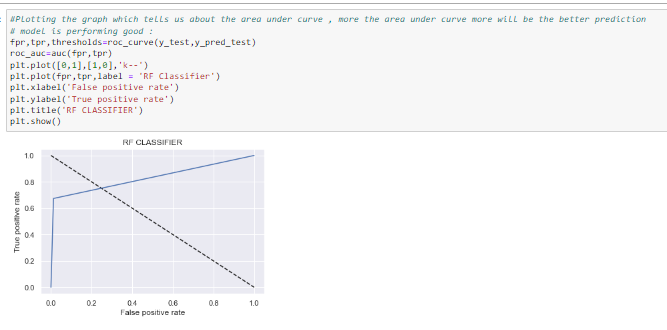 #Plotting the graph which tells us about the area under curve , more the area under curve more will be the better prediction
# model is performing good :
fpr,tpr,thresholds=roc_curve(y_test,y_pred_test)
roc_auc=auc(fpr,tpr)
plt.plot([0,1],[1,0],'k--')
plt.plot(fpr,tpr,label = 'RF Classifier')
plt.xlabel('False positive rate')
plt.ylabel('True positive rate')
plt.title('RF CLASSIFIER')
plt.show()
RF CLASSIFIER
1.0
0.8
0.6
0.4
0.2
0.0
True positive rate
0.0 0.2 0.4 0.6 0.8 1.0
False positive rate